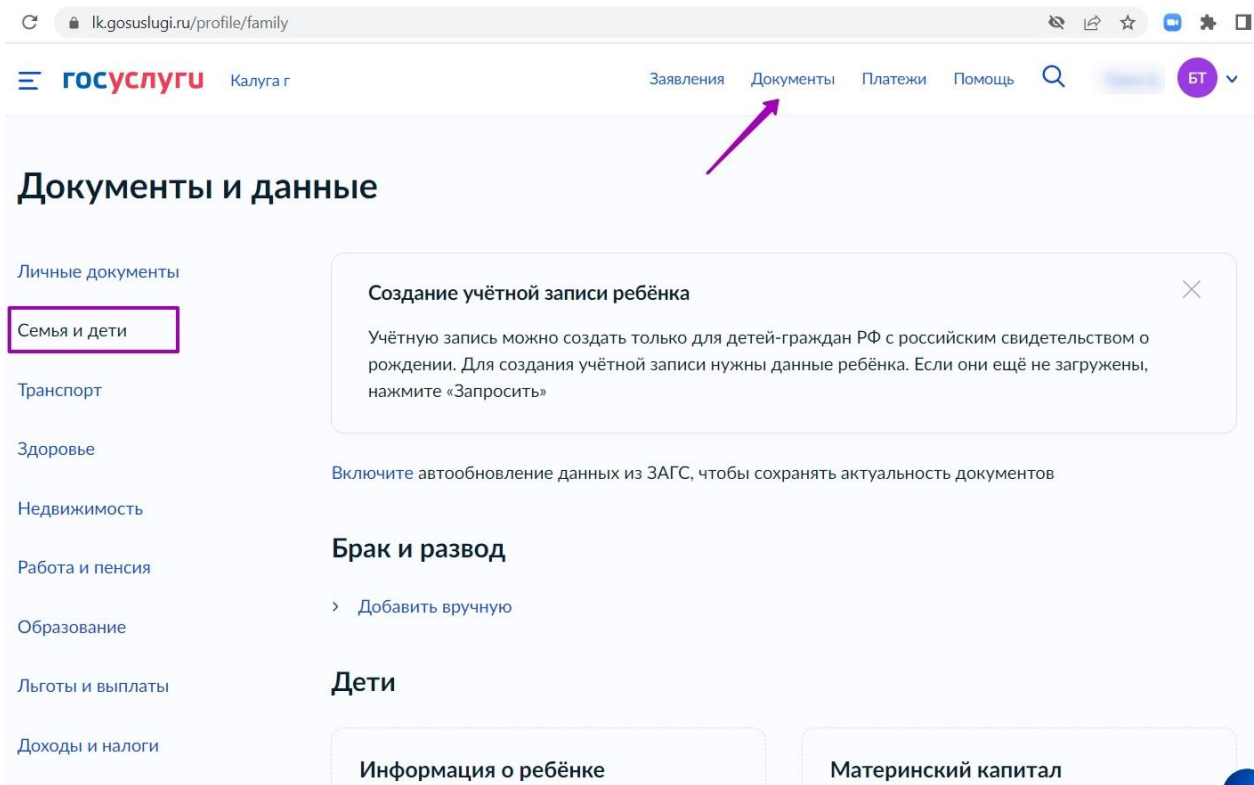 lk.gosuslugi.ru/profile/family
госуслуги Калуга г Заявления Документы Платежи Помощь БТ
Документы и данные
Личные документы
Семья и дети
Транспорт
Здоровье
Недвижимость
Работа и пенсия
Образование
Льготы и выплаты
Доходы и налоги
Создание учётной записи ребёнка
Учётную запись можно создать только для детей-граждан РФ с российским свидетельством о
рождении. Для создания учётной записи нужны данные ребёнка. Если они ещё не загружены,
нажмите «Запросить»
Включите автообновление данных из ЗАГС, чтобы сохранять актуальность документов
Брак и развод
Добавить вручную
Дети
Информация о ребёнке
Материнский капитал